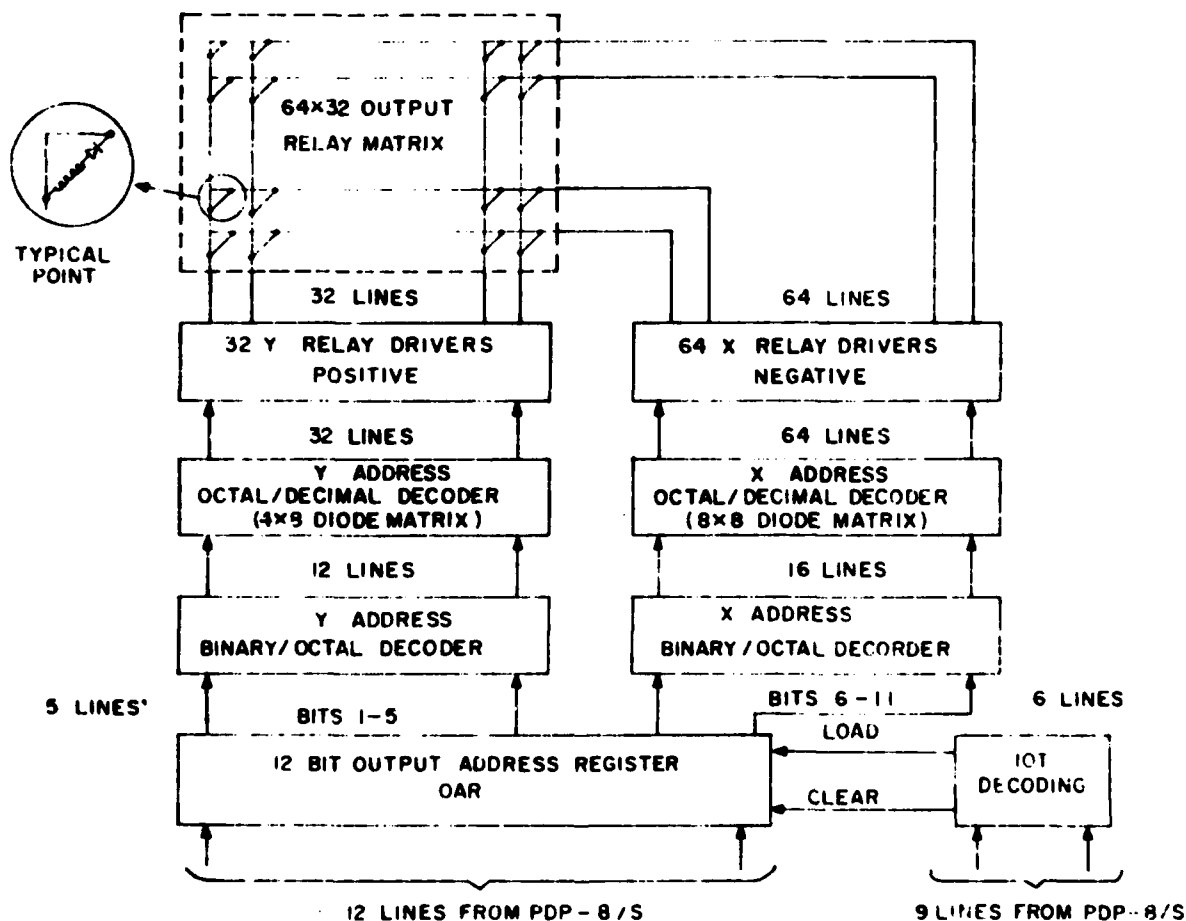 64×32 OUTPUT
RELAY MATRIX
TYPICAL
POINT
32 LINES
64 LINES
32 Y RELAY DRIVERS
POSITIVE
64 X RELAY DRIVERS
NEGATIVE
32 LINES
64 LINES
Y ADDRESS
OCTAL/DECIMAL DECODER
(4×8 DIODE MATRIX)
X ADDRESS
OCTAL/DECIMAL DECODER
(8×8 DIODE MATRIX)
12 LINES
16 LINES
Y ADDRESS
BINARY/OCTAL DECODER
X ADDRESS
BINARY/OCTAL DECORDER
5 LINES
BITS 1-5
BITS 6-11
6 LINES
12 BIT OUTPUT ADDRESS REGISTER
OAR
LOAD
CLEAR
IOT
DECODING
12 LINES FROM PDP-8/S
9 LINES FROM PDP-8/S